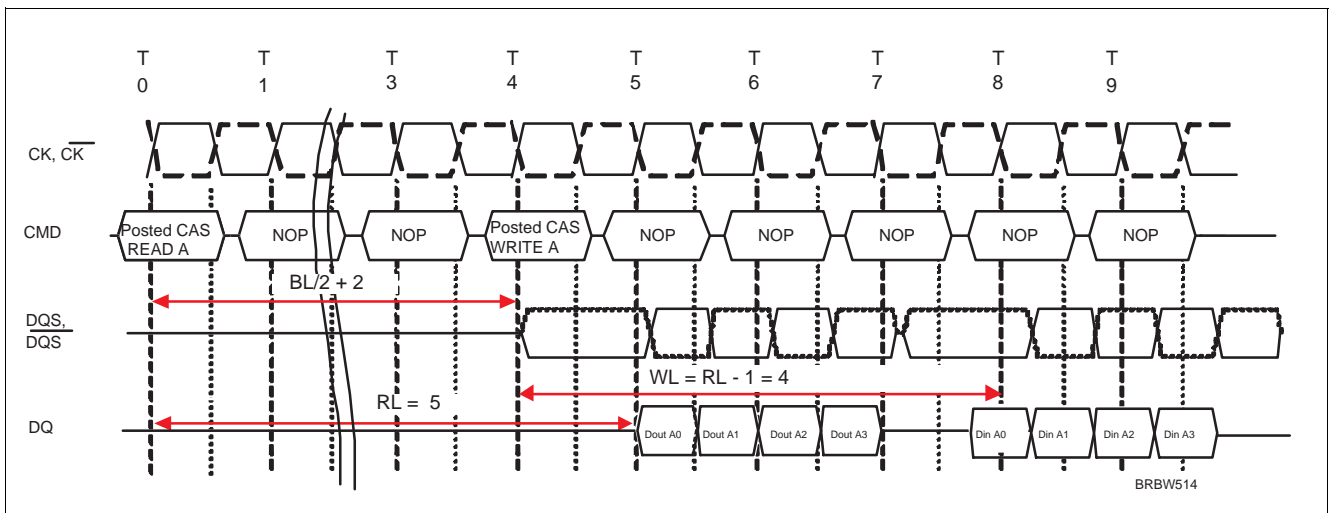 T T T T T T T T T
0 1 3 4 5 6 7 8 9
CK, CK
CMD
Posted CAS
READ A
NOP
NOP
Posted CAS
WRITE A
NOP
NOP
NOP
NOP
NOP
BL/2 + 2
DQS,
DQS
WL = RL - 1 = 4
RL = 5
DQ
Dout A0 Dout A1 Dout A2 Dout A3 Din A0 Din A1 Din A2 Din A3
BRBW514